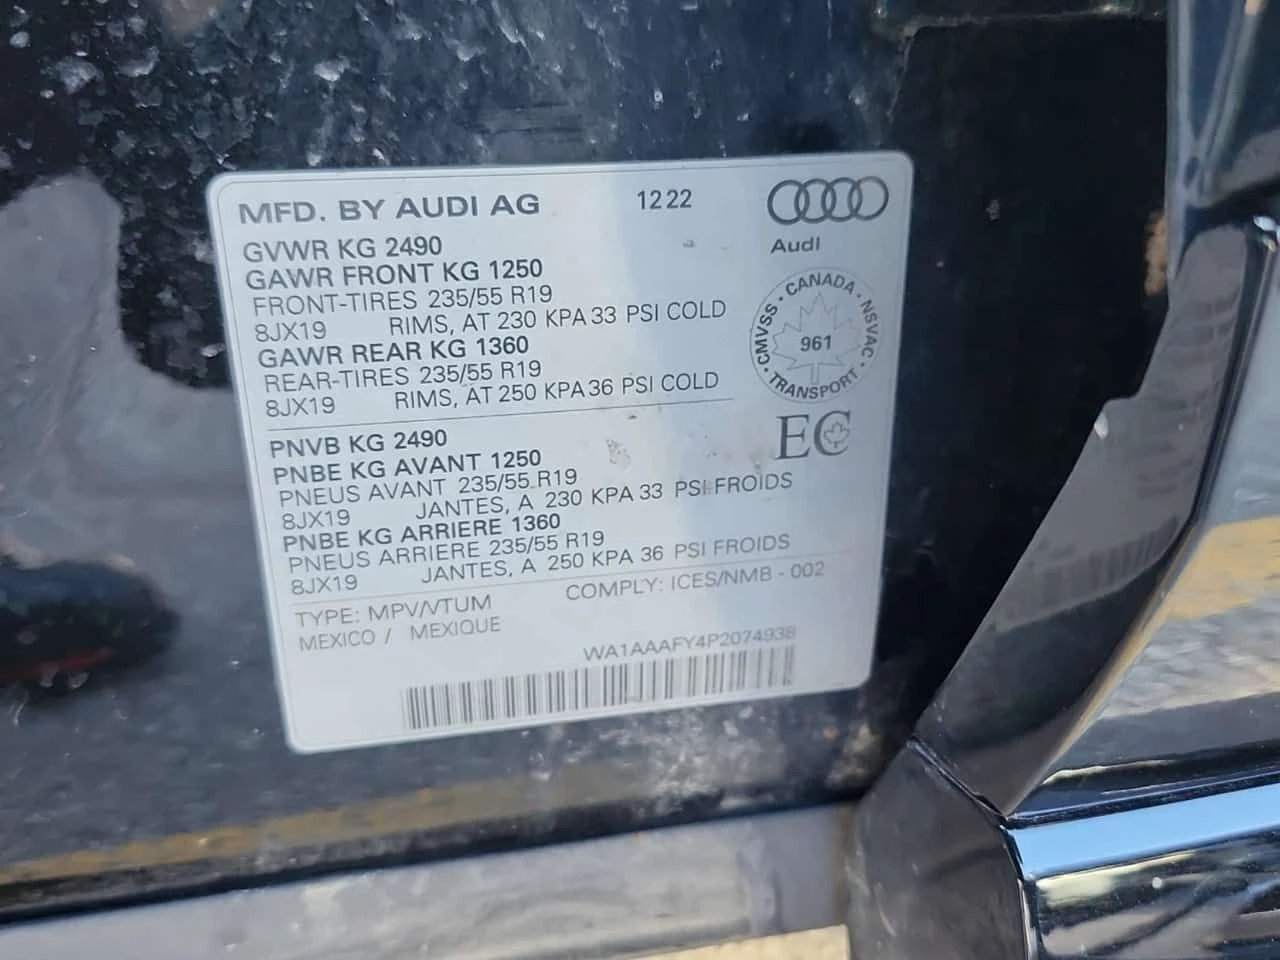 MFD. BY AUDI AG 1222
Audi
GVWR KG 2490
GAWR FRONT KG 1250
FRONT-TIRES 235/55 R19
8JX19 RIMS, AT 230 KPA 33 PSI COLD
GAWR REAR KG 1360
REAR-TIRES 235/55 R19
8JX19 RIMS, AT 250 KPA 36 PSI COLD
CANADA · NSVAC · TRANSPORT · CMVSS ·
961
EC
PNVB KG 2490
PNBE KG AVANT 1250
PNEUS AVANT 235/55 R19
8JX19 JANTES, A 230 KPA 33 PSI FROIDS
PNBE KG ARRIERE 1360
PNEUS ARRIERE 235/55 R19
8JX19 JANTES, A 250 KPA 36 PSI FROIDS
TYPE: MPV/VTUM COMPLY: ICES/NMB - 002
MEXICO / MEXIQUE
WA1AAAFY4P2074938